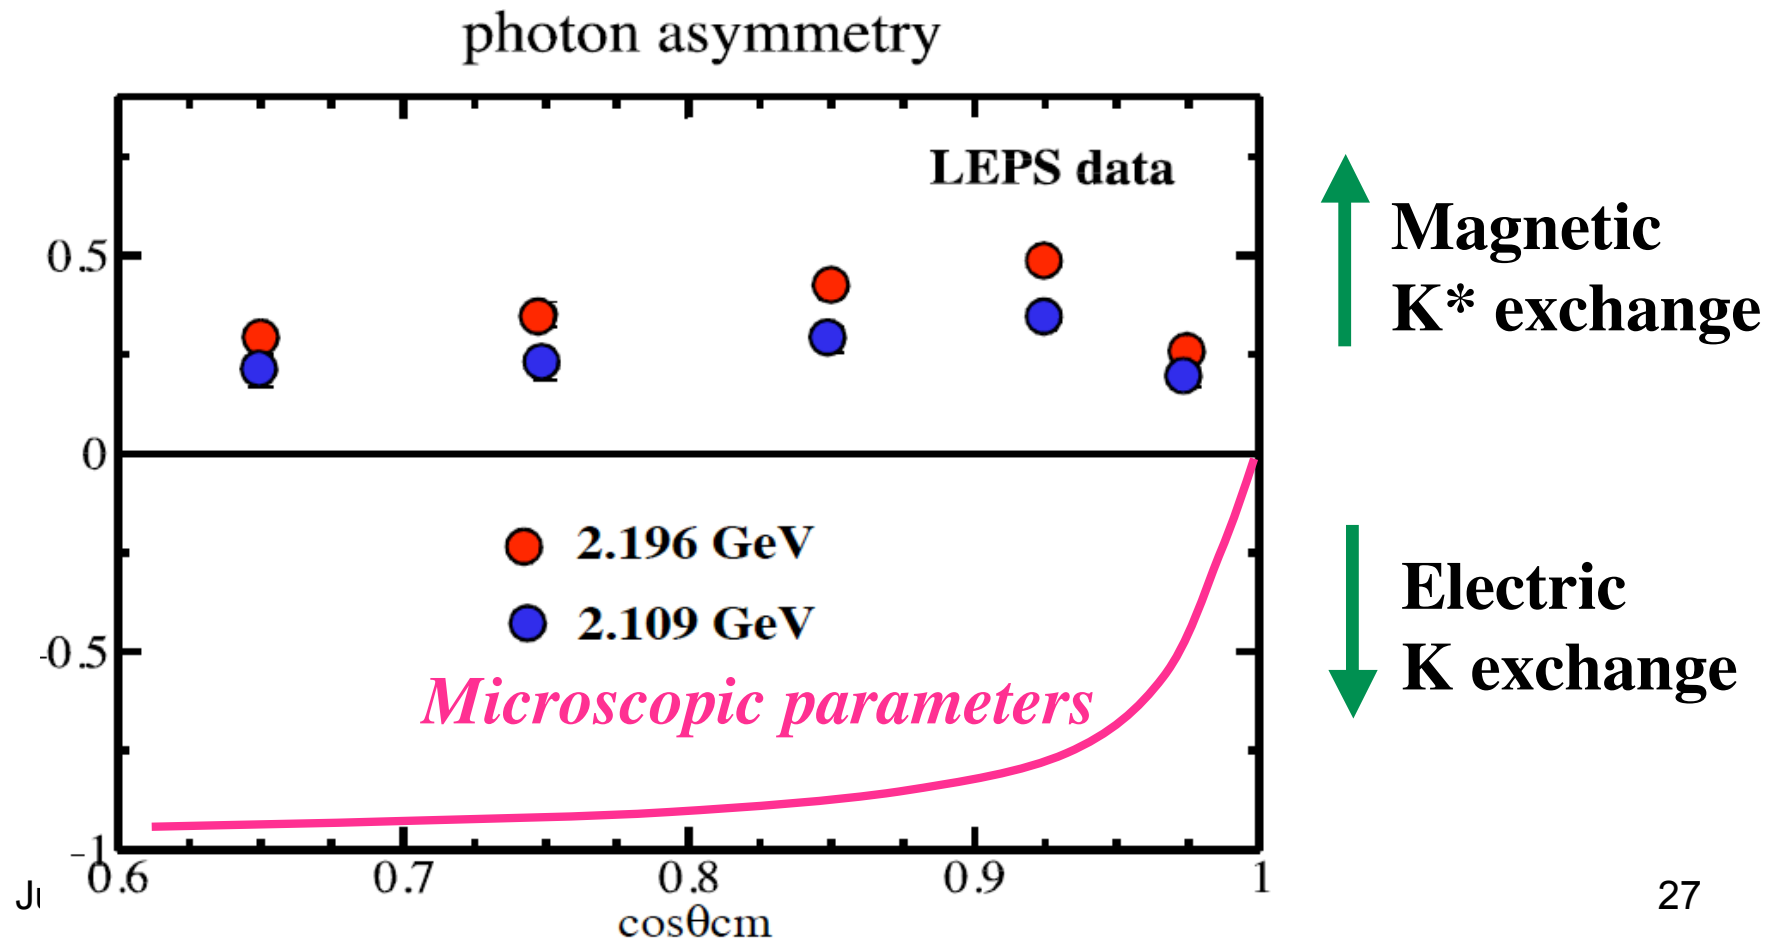 photon asymmetry
LEPS data
0.5
0
-0.5
-1
2.196 GeV
2.109 GeV
Microscopic parameters
0.6 0.7 0.8 0.9 1
cosθcm
Magnetic
K* exchange
Electric
K exchange
27